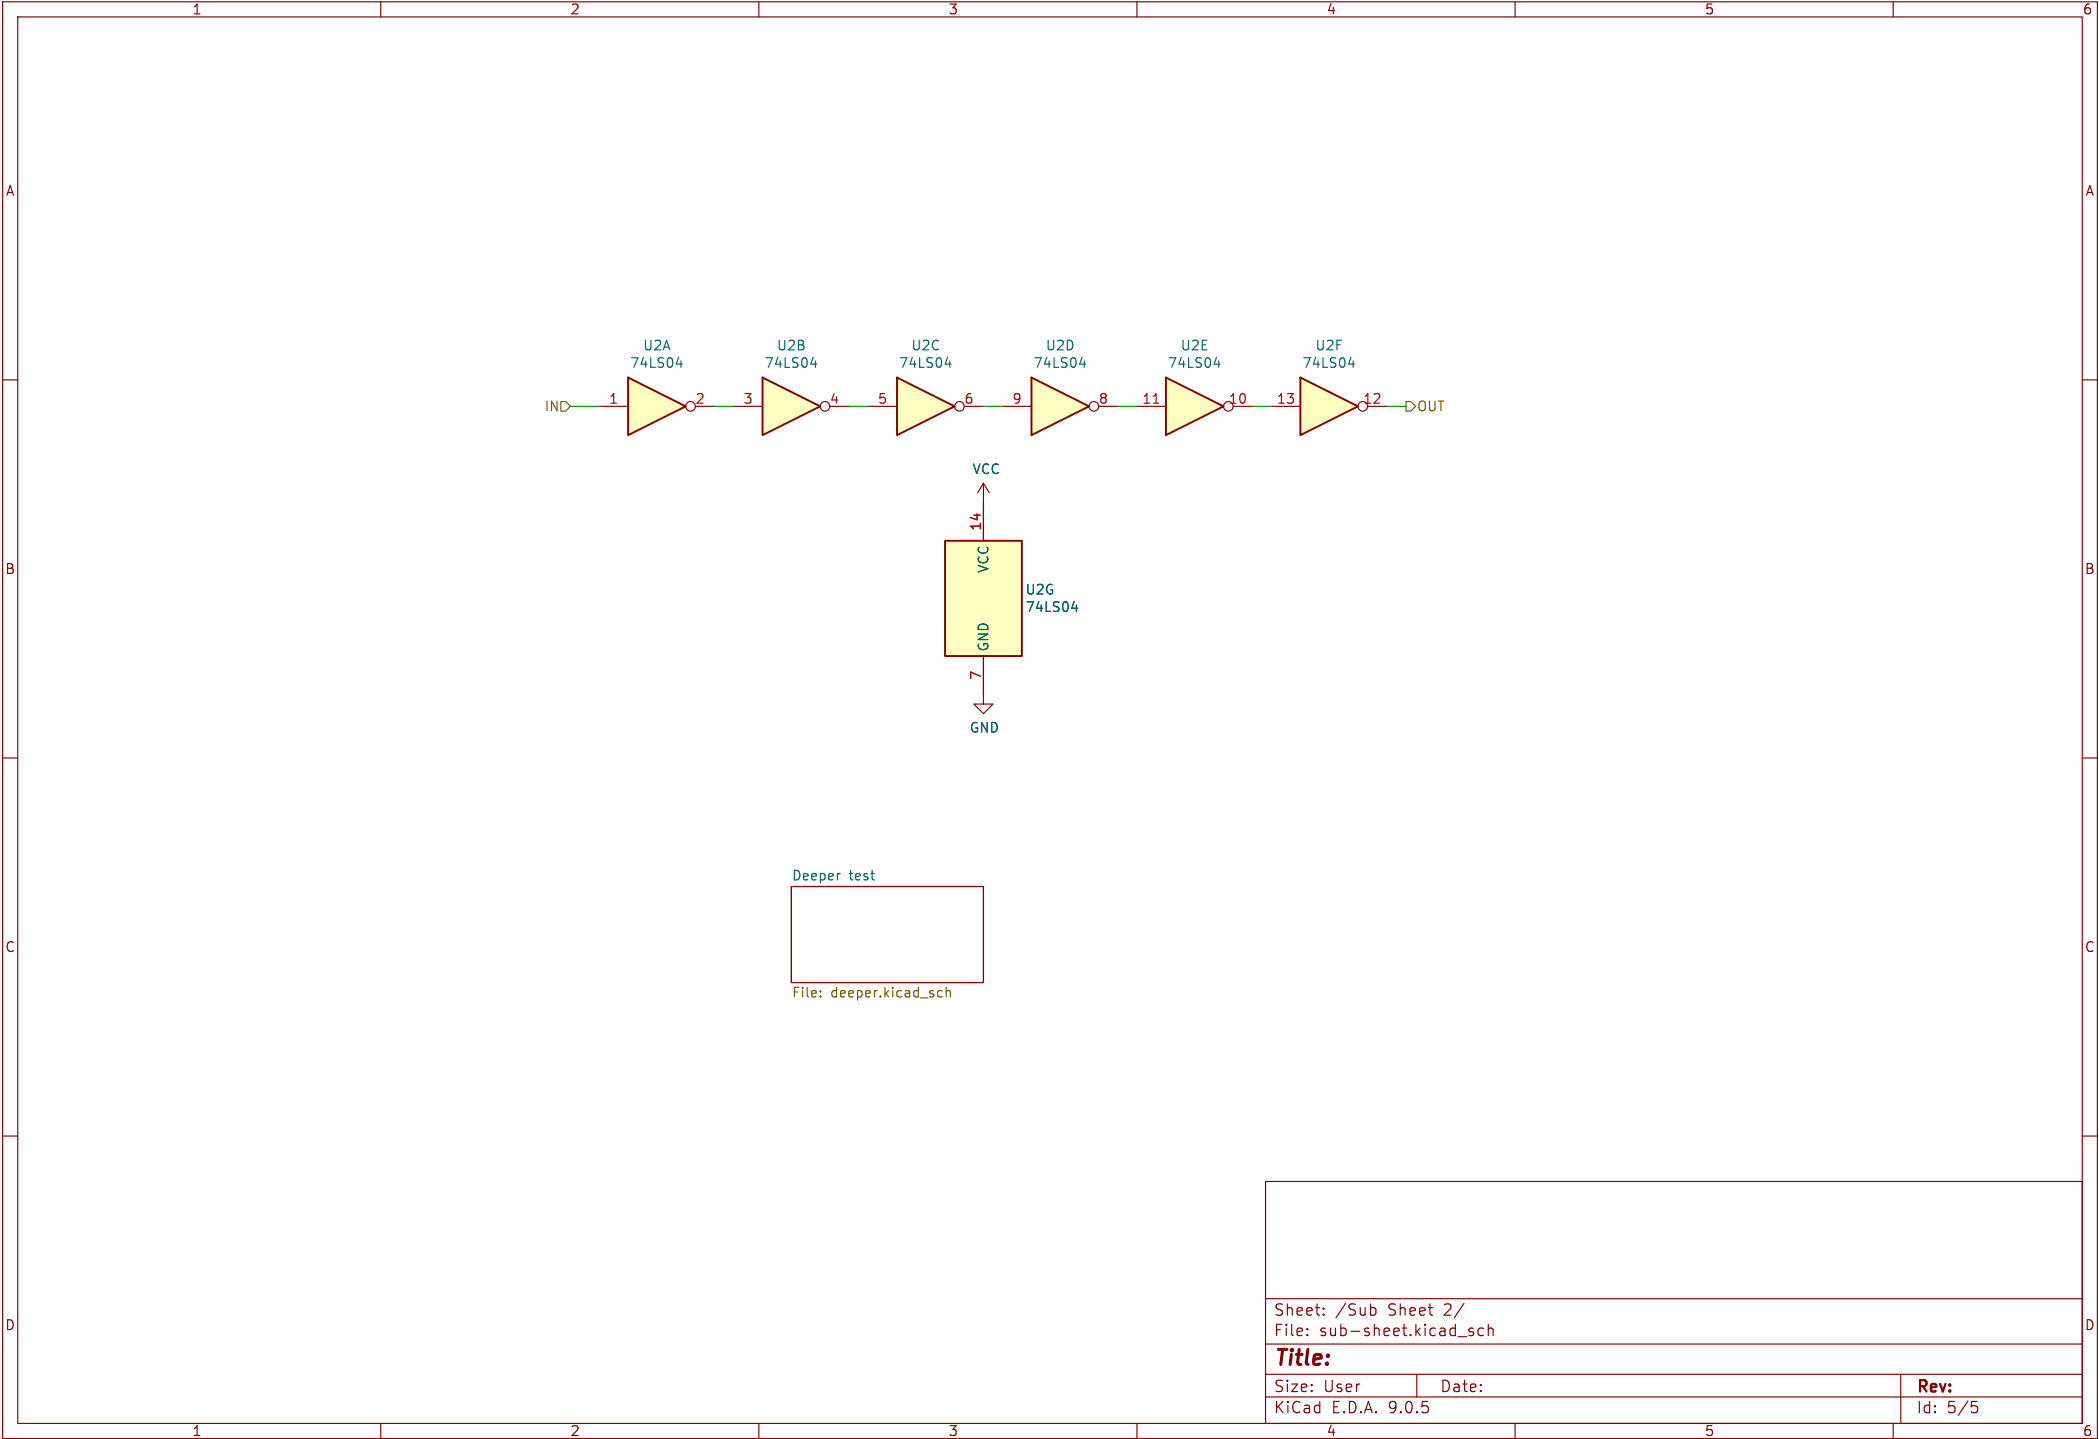 1 2 3 4 5 6
A A
U2A U2B U2C U2D U2E U2F
74LS04 74LS04 74LS04 74LS04 74LS04 74LS04
IN 1 2 3 4 5 6 9 8 11 10 13 12 OUT
VCC
14
VCC
B B
U2G
74LS04
GND
7
GND
Deeper test
C C
File: deeper.kicad_sch
Sheet: /Sub Sheet 2/
D D
File: sub-sheet.kicad_sch
Title:
Size: User Date: Rev:
KiCad E.D.A. 9.0.5 Id: 5/5
1 2 3 4 5 6